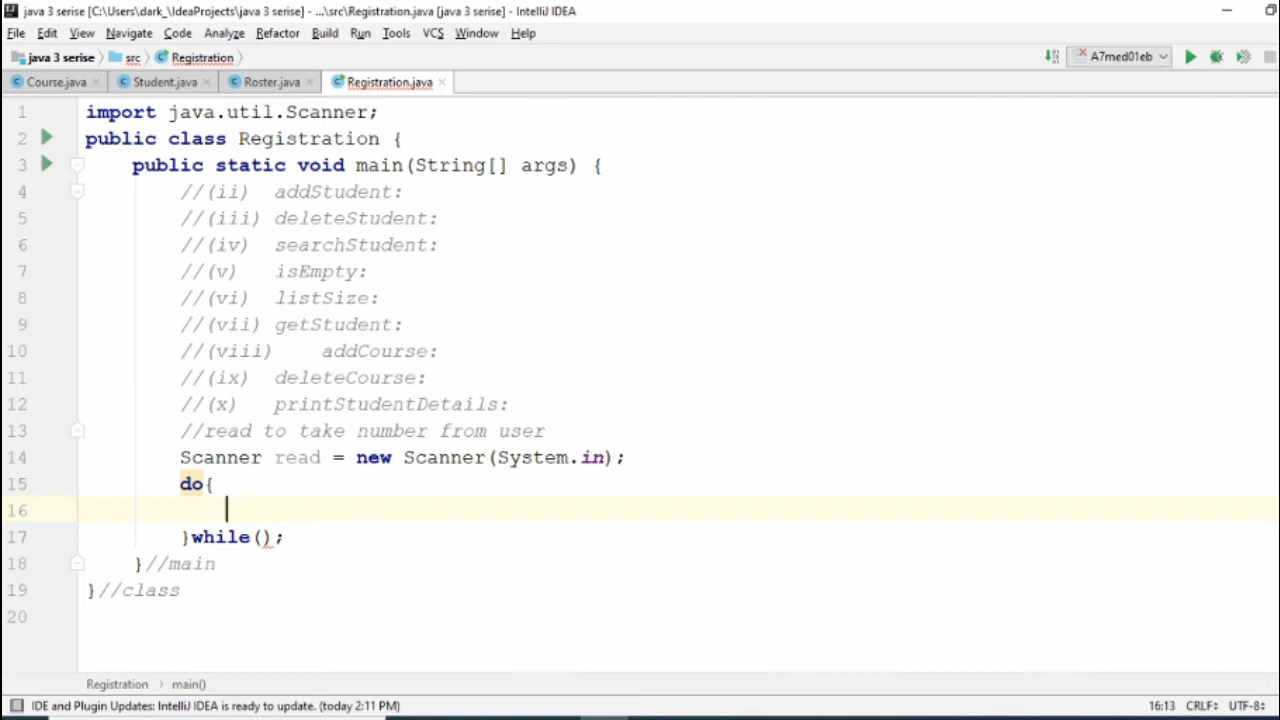 java 3 serise [C:\Users\dark_\IdeaProjects\java 3 serise] - ...\src\Registration.java [java 3 serise] - IntelliJ IDEA
File Edit View Navigate Code Analyze Refactor Build Run Tools VCS Window Help
java 3 serise src Registration A7med01eb
Course.java Student.java Roster.java Registration.java
1 import java.util.Scanner;
2 public class Registration {
3 public static void main(String[] args) {
4 //(ii) addStudent:
5 //(iii) deleteStudent:
6 //(iv) searchStudent:
7 //(v) isEmpty:
8 //(vi) listSize:
9 //(vii) getStudent:
10 //(viii) addCourse:
11 //(ix) deleteCourse:
12 //(x) printStudentDetails:
13 //read to take number from user
14 Scanner read = new Scanner(System.in);
15 do{
16
17 }while();
18 }//main
19 }//class
20
Registration main()
IDE and Plugin Updates: IntelliJ IDEA is ready to update. (today 2:11 PM) 16:13 CRLF UTF-8